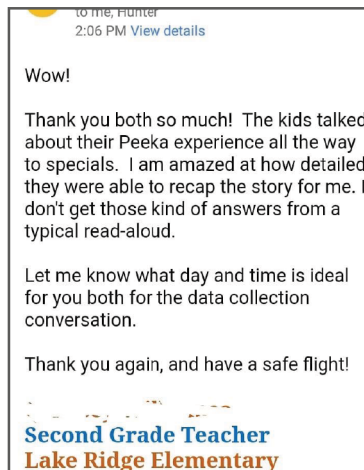 to me, Hunter
2:06 PM View details
Wow!
Thank you both so much! The kids talked
about their Peeka experience all the way
to specials. I am amazed at how detailed
they were able to recap the story for me. I
don't get those kind of answers from a
typical read-aloud.
Let me know what day and time is ideal
for you both for the data collection
conversation.
Thank you again, and have a safe flight!
Second Grade Teacher
Lake Ridge Elementary